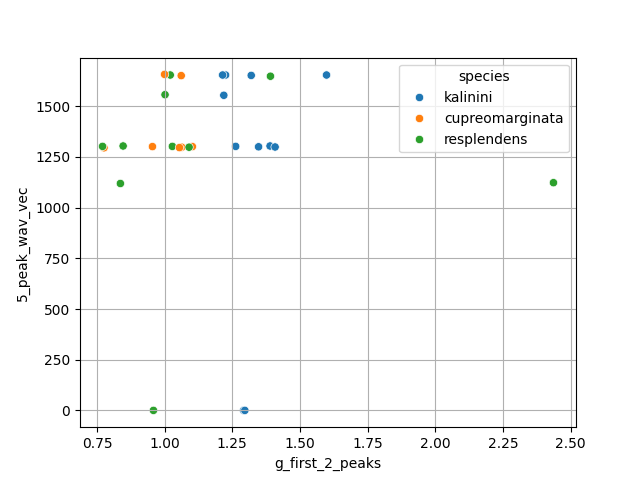 species
kalinini
cupreomarginata
resplendens
1500
1250
1000
750
500
250
0
5_peak_wav_vec
0.75 1.00 1.25 1.50 1.75 2.00 2.25 2.50
g_first_2_peaks